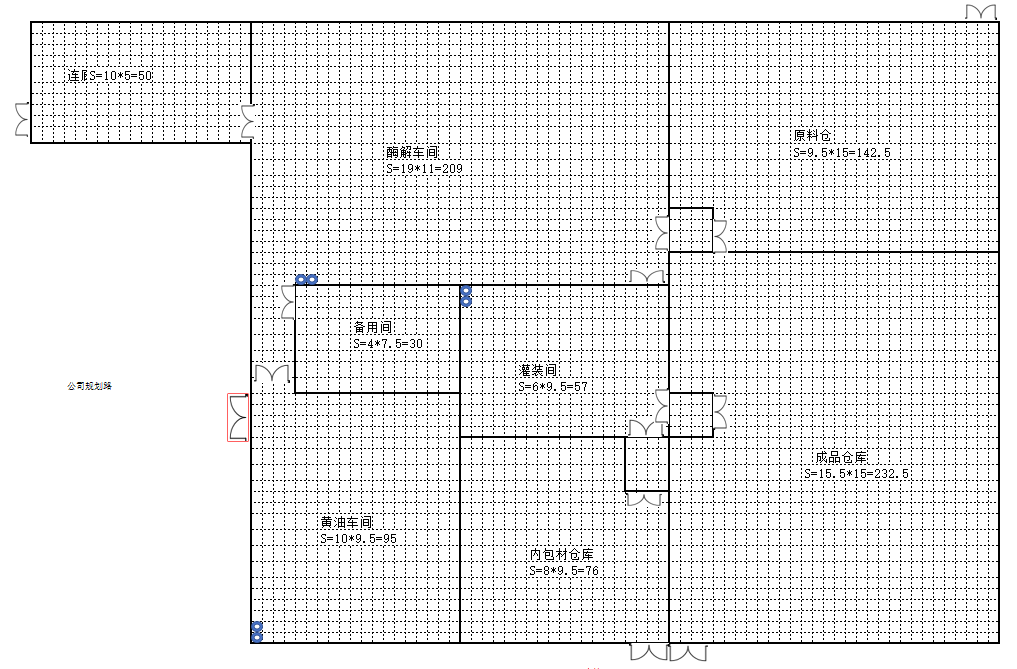 连S=10*5=50
原料仓
S=9.5*15=142.5
酶解车间
S=19*11=209
备用间
S=4*7.5=30
灌装间
S=6*9.5=57
公司规划路
成品仓库
S=15.5*15=232.5
黄油车间
S=10*9.5=95
内包材仓库
S=8*9.5=76